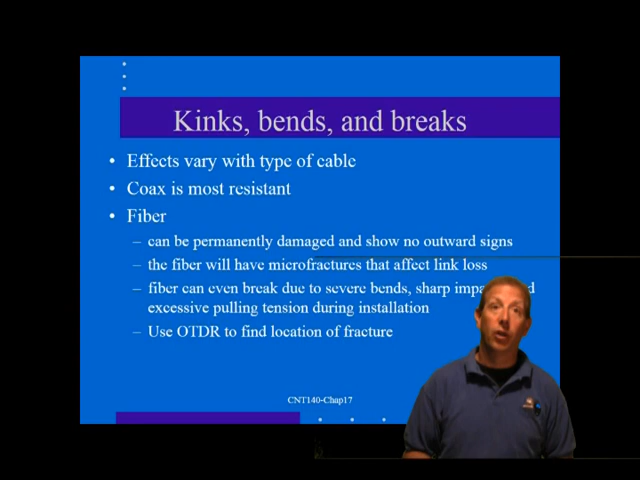 Kinks, bends, and breaks
• Effects vary with type of cable
• Coax is most resistant
• Fiber
– can be permanently damaged and show no outward signs
– the fiber will have microfractures that affect link loss
– fiber can even break due to severe bends, sharp impa d
excessive pulling tension during installation
– Use OTDR to find location of fracture
CNT140-Chap17